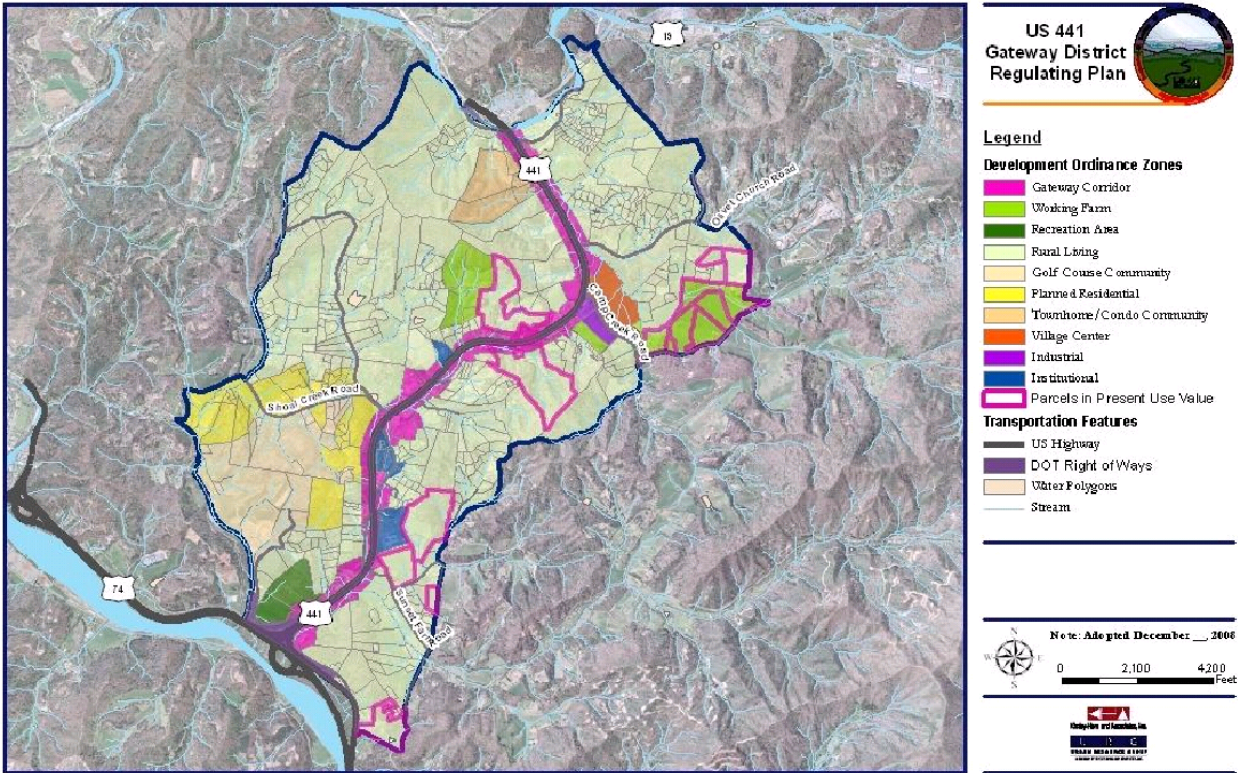 US 441
Gateway District
Regulating Plan
Legend
Development Ordinance Zones
Gateway Corridor
Working Farm
Recreation Area
Rural Living
Golf Couse Community
Planned Residential
Townhome/Condo Community
Village Center
Industrial
Institutional
Parcels in Present Use Value
Transportation Features
US Highway
DOT Right of Ways
Water Polygons
Stream
N
W E
S
Note: Adopted December __, 2006
0 2,100 4,200
Feet
19
441
Olivet Church Road
Camp Creek Road
Shoal Creek Road
74
441
Sunset Farm Road